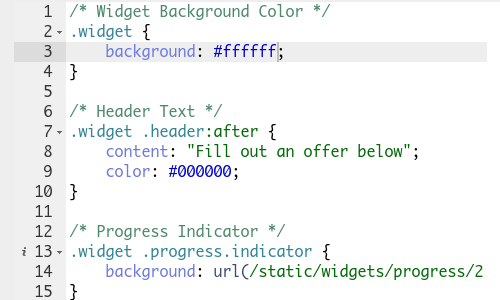 1 /* Widget Background Color */
2 .widget {
3 background: #ffffff;
4 }
5
6 /* Header Text */
7 .widget .header:after {
8 content: "Fill out an offer below";
9 color: #000000;
10 }
11
12 /* Progress Indicator */
i 13 .widget .progress.indicator {
14 background: url(/static/widgets/progress/2
15 }